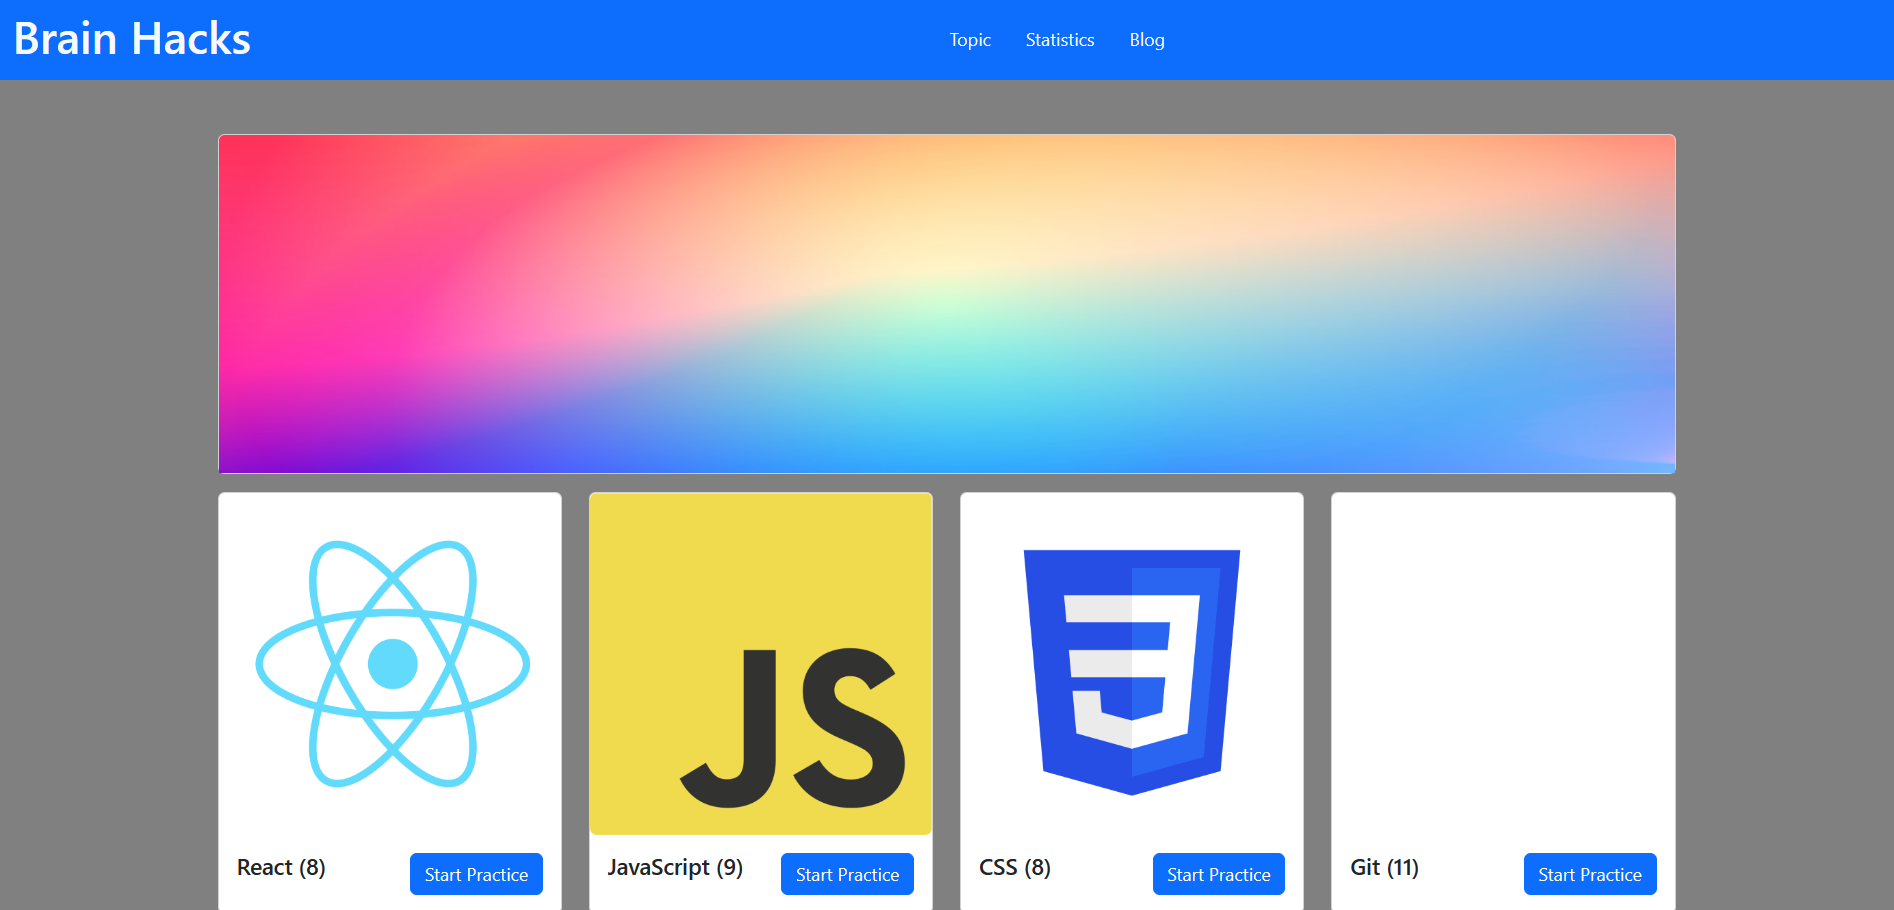 Brain Hacks
Topic Statistics Blog
JS
React (8) Start Practice
JavaScript (9) Start Practice
CSS (8) Start Practice
Git (11) Start Practice